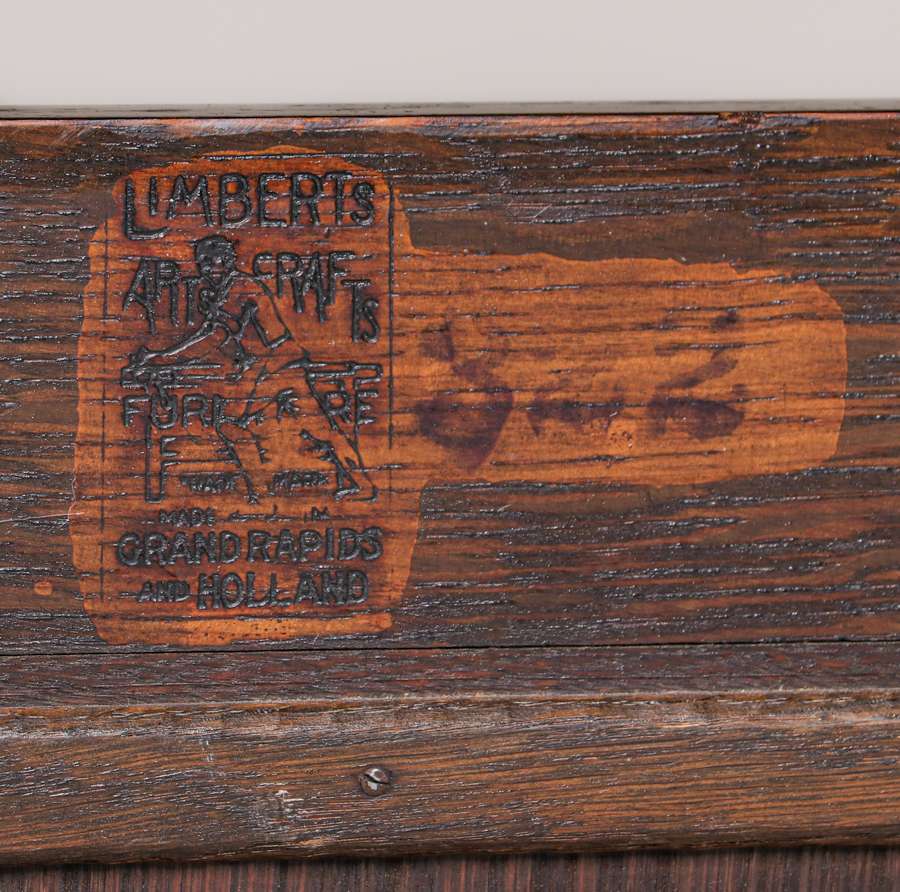 LIMBERTS
ARTS CRAFTS
FURNITURE
TRADE MARK
MADE IN
GRAND RAPIDS
AND HOLLAND